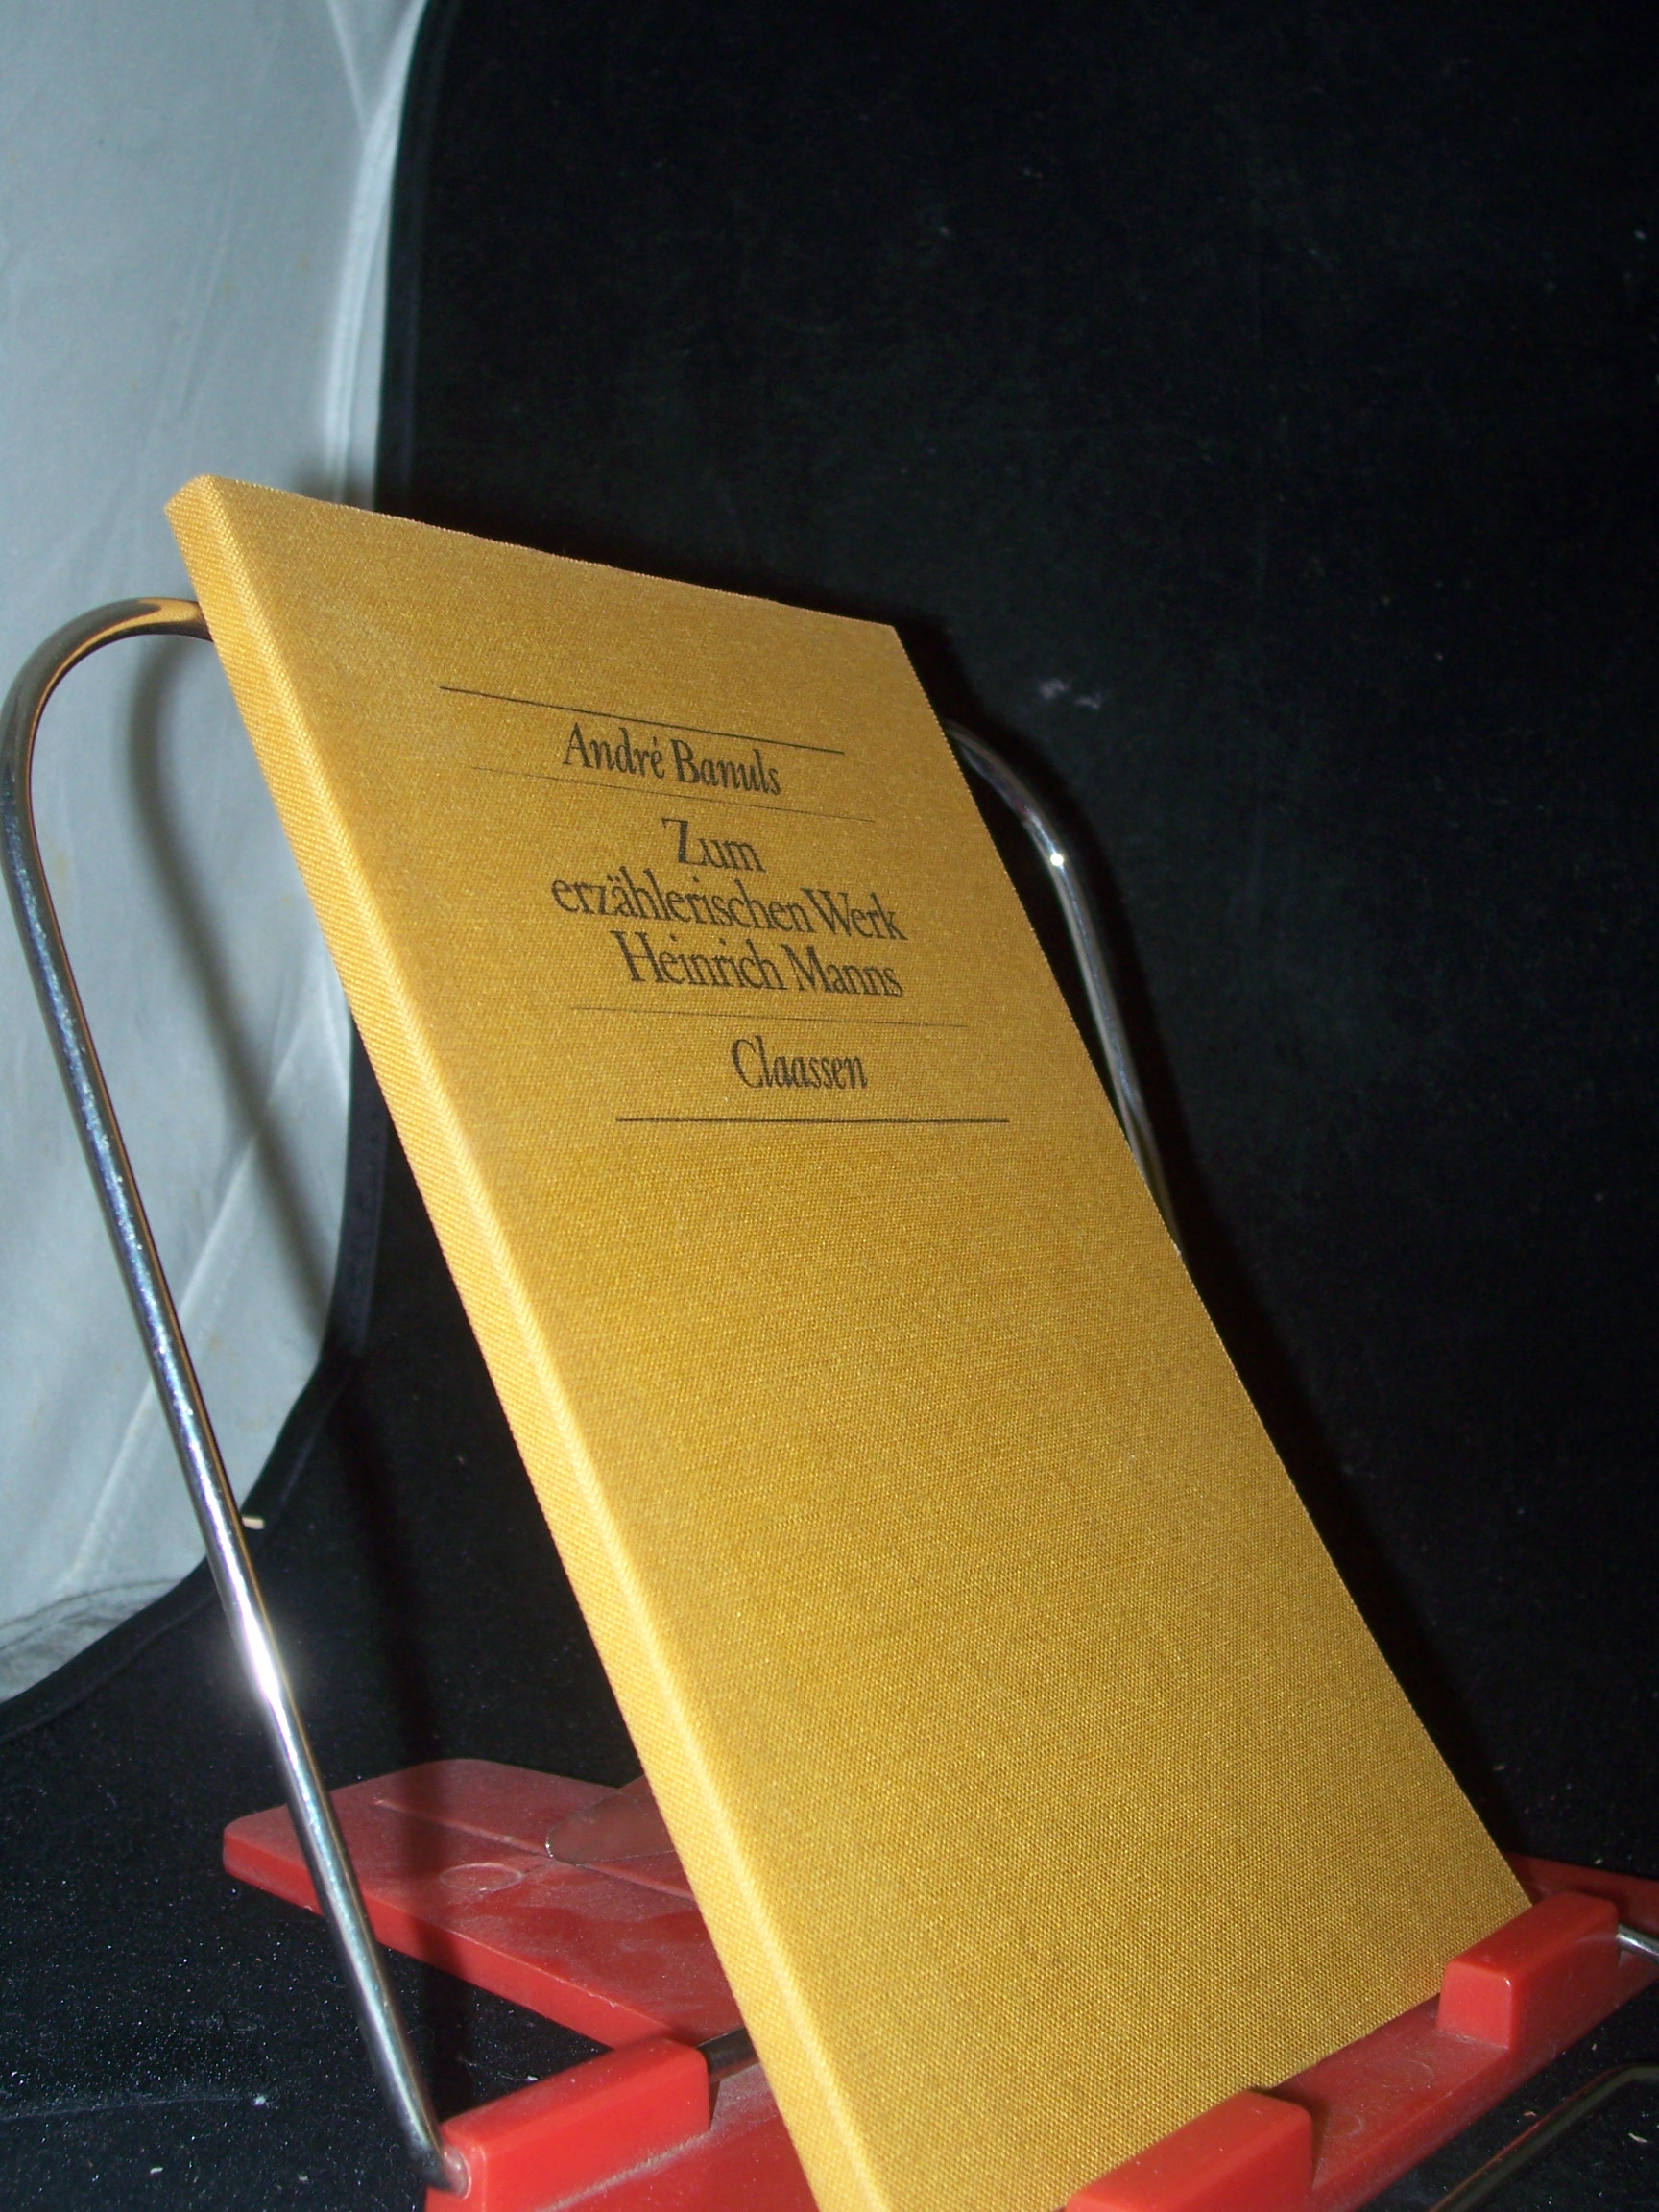 André Banuls
Zum
erzählerischen Werk
Heinrich Manns
Claassen